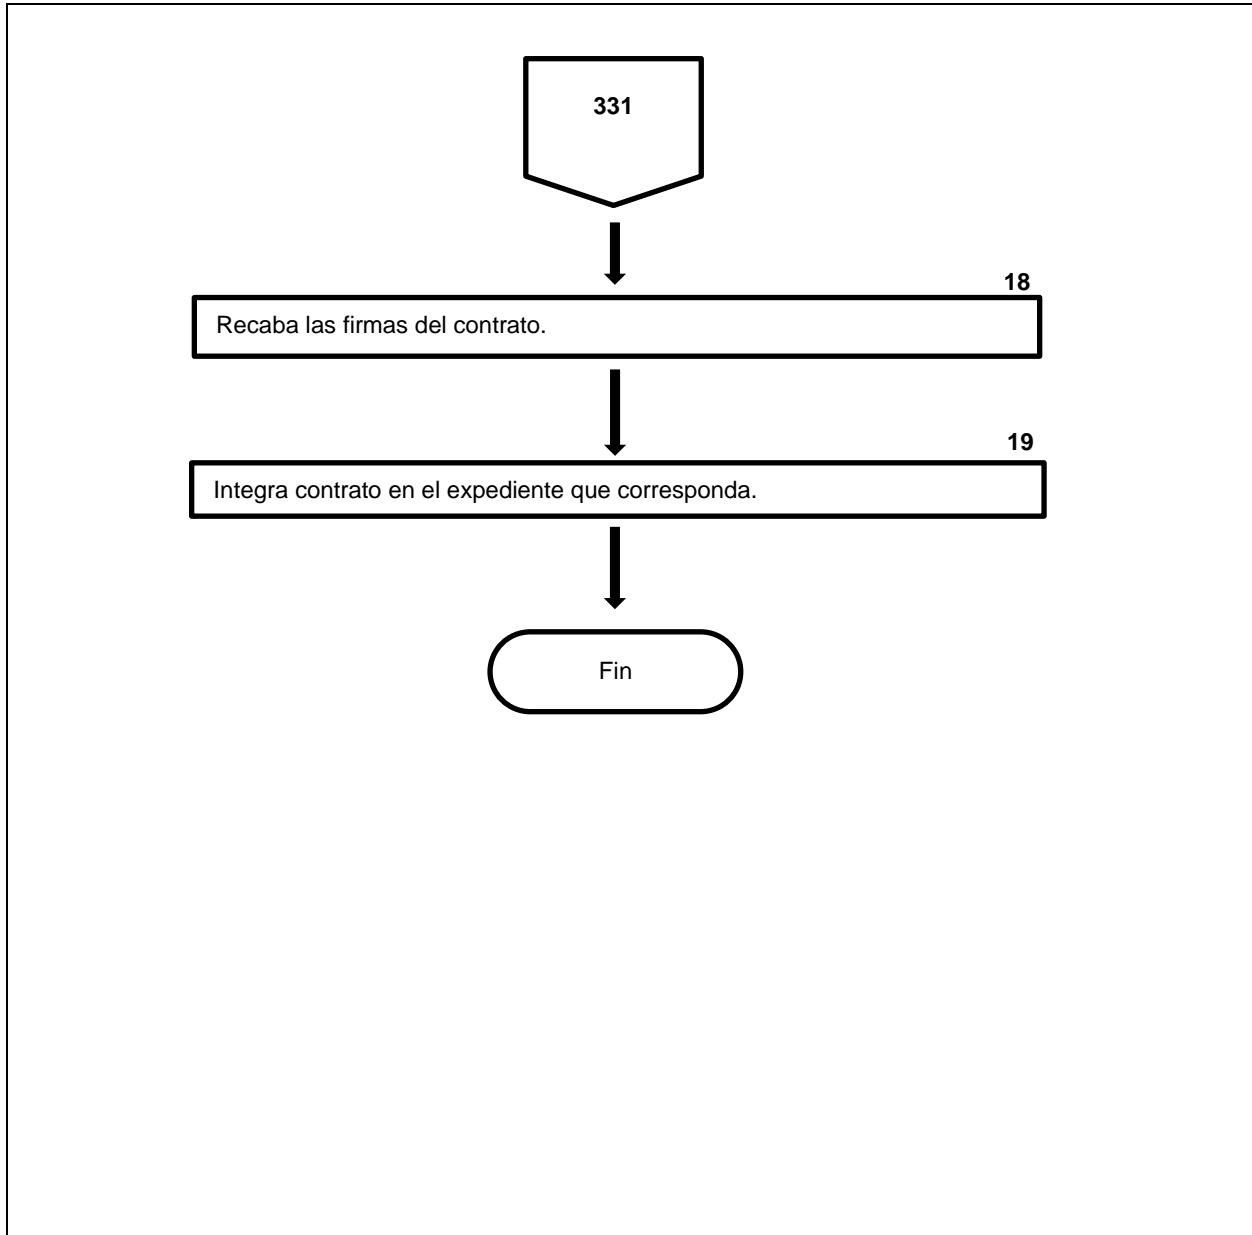 331
18
Recaba las firmas del contrato.
19
Integra contrato en el expediente que corresponda.
Fin